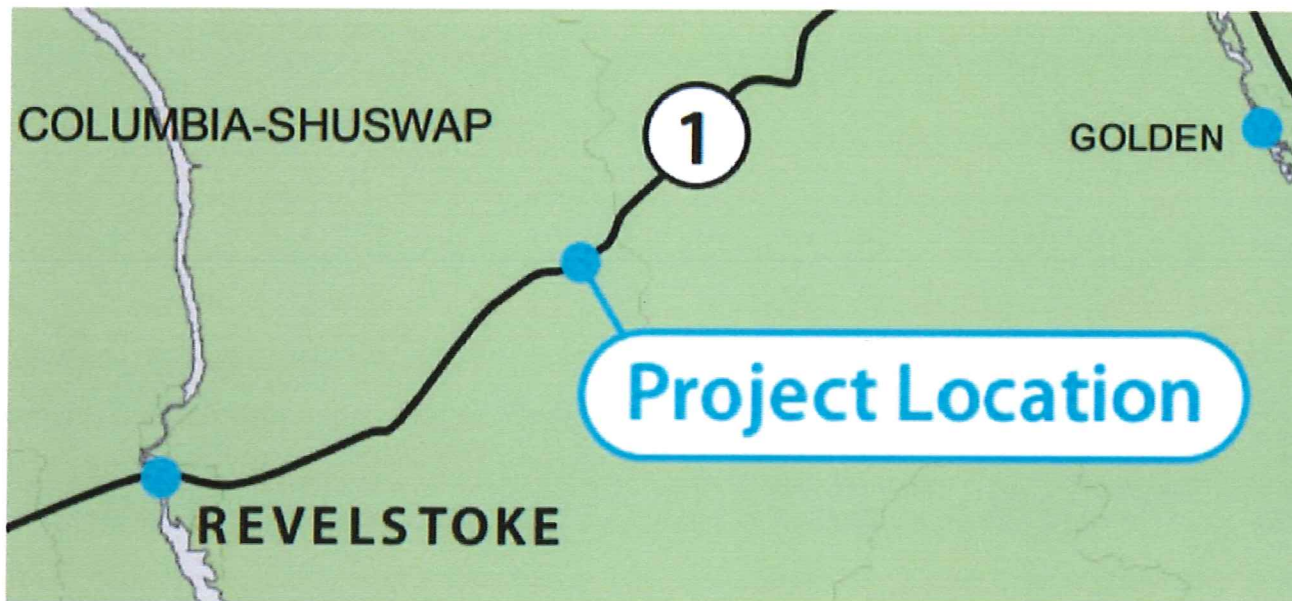 COLUMBIA-SHUSWAP
1
GOLDEN
Project Location
REVELSTOKE